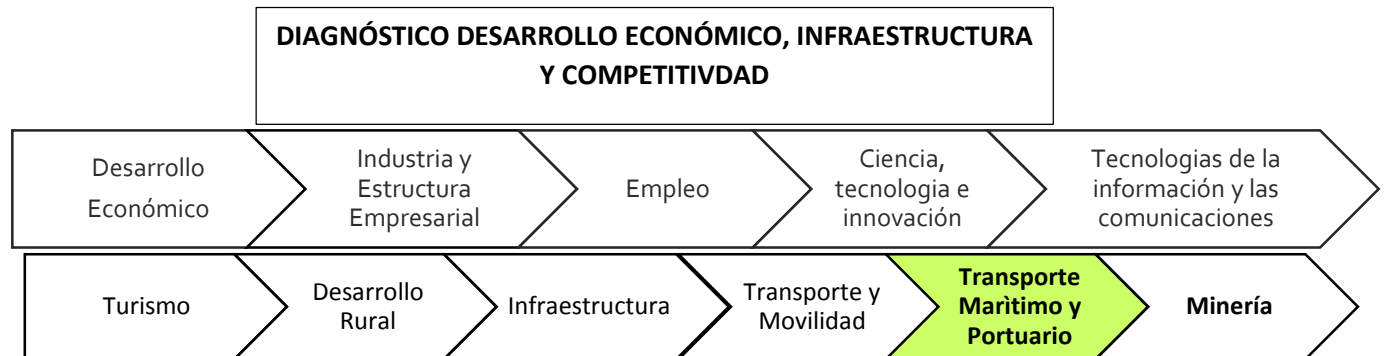 DIAGNÓSTICO DESARROLLO ECONÓMICO, INFRAESTRUCTURA
Y COMPETITIVDAD
Desarrollo
Económico
Industria y
Estructura
Empresarial
Empleo
Ciencia,
tecnologia e
innovación
Tecnologias de la
información y las
comunicaciones
Turismo
Desarrollo
Rural
Infraestructura
Transporte y
Movilidad
Transporte
Marìtimo y
Portuario
Minería